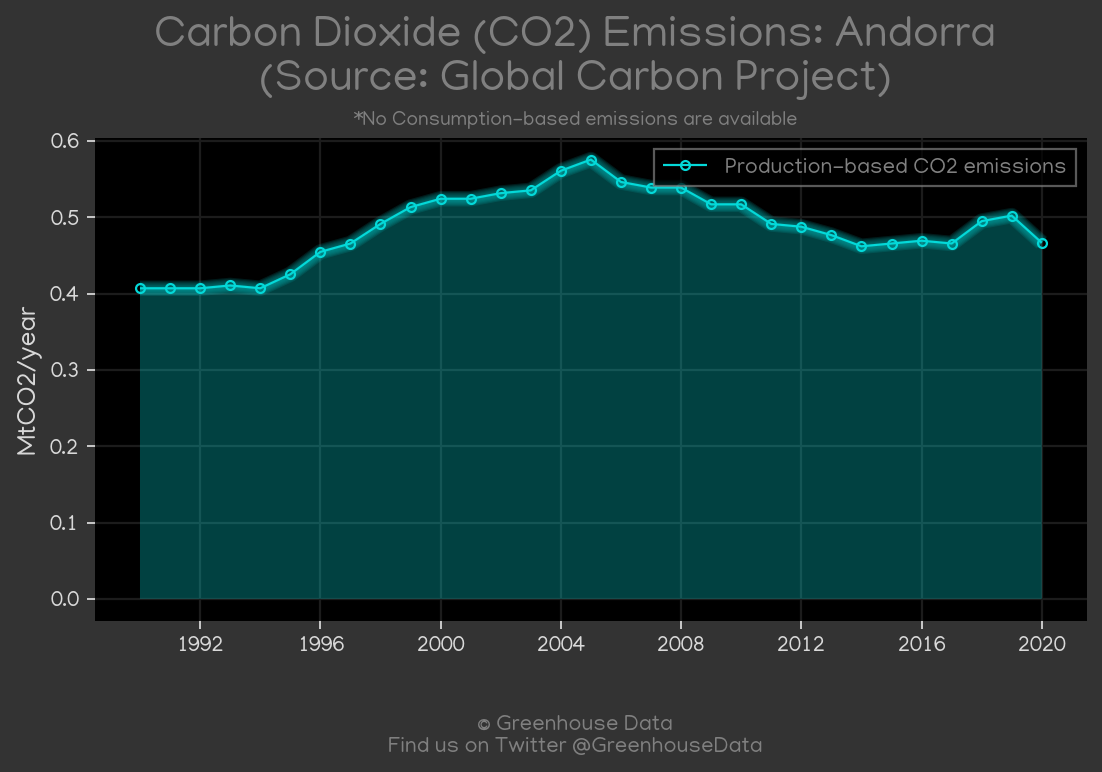 Carbon Dioxide (CO2) Emissions: Andorra
(Source: Global Carbon Project)
*No Consumption-based emissions are available
Production-based CO2 emissions
MtCO2/year
0.6
0.5
0.4
0.3
0.2
0.1
0.0
1992 1996 2000 2004 2008 2012 2016 2020
© Greenhouse Data
Find us on Twitter @GreenhouseData